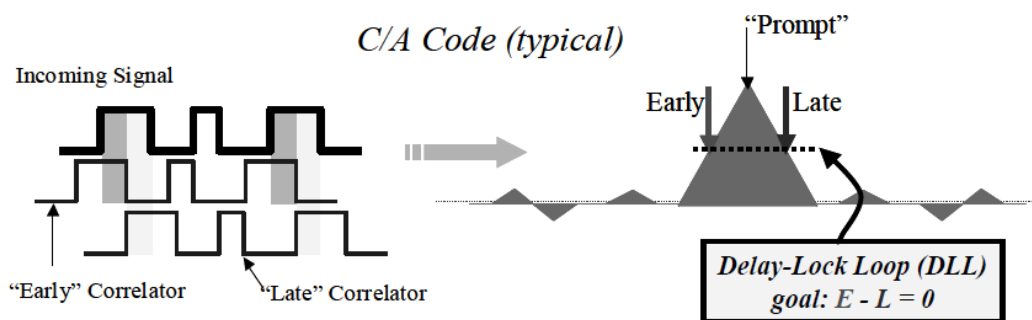 C/A Code (typical)
Incoming Signal
“Early” Correlator
“Late” Correlator
“Prompt”
Early
Late
Delay-Lock Loop (DLL)
goal: E - L = 0